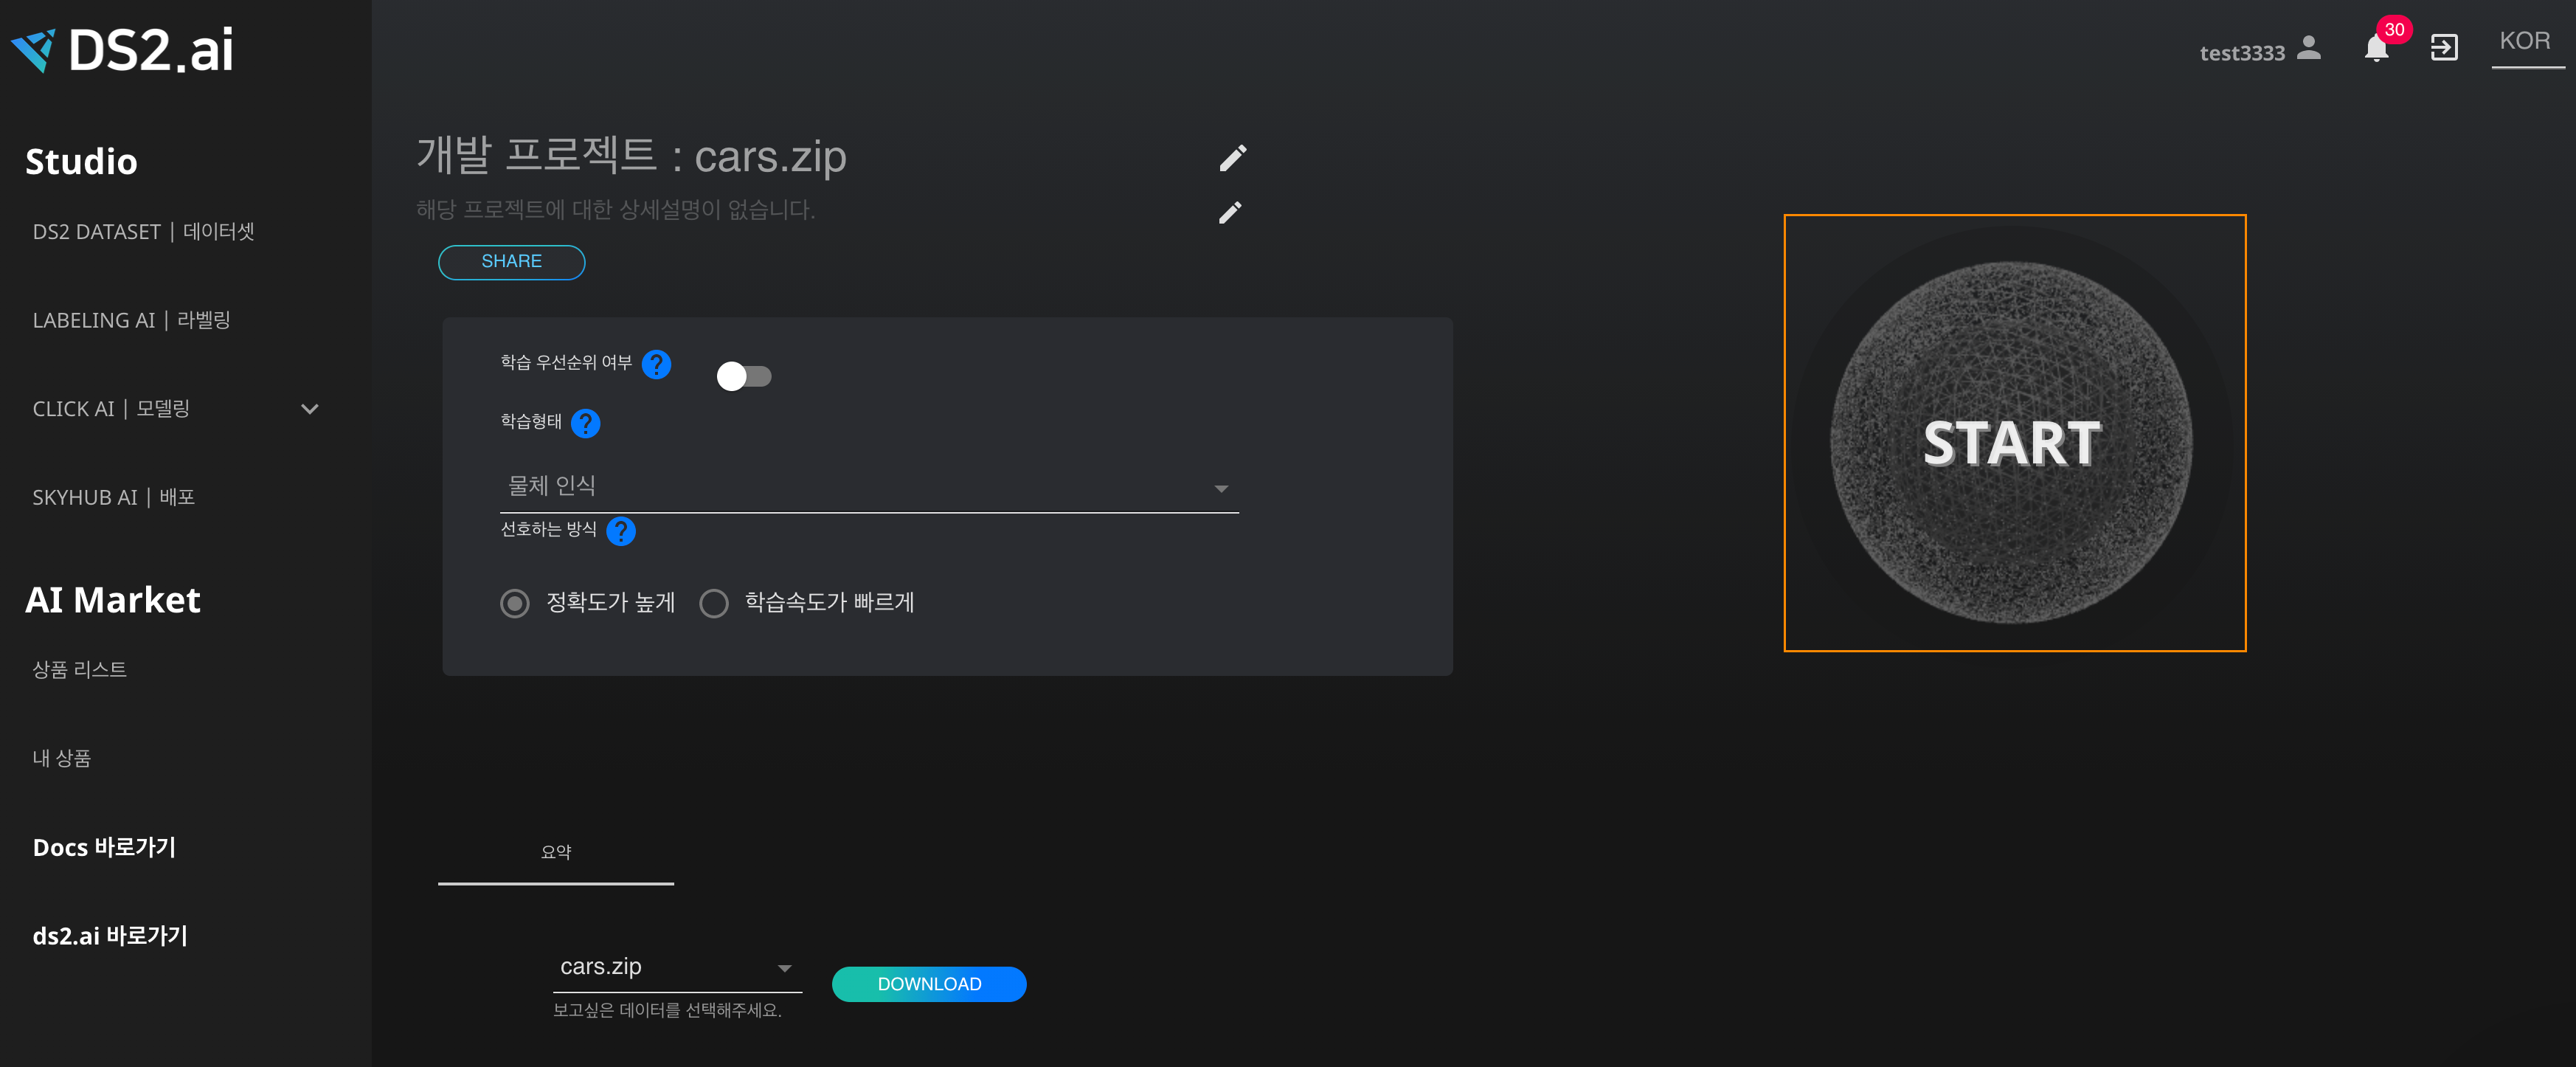 DS2.ai
test3333
30
KOR
Studio
DS2 DATASET | 데이터셋
LABELING AI | 라벨링
CLICK AI | 모델링
SKYHUB AI | 배포
AI Market
상품 리스트
내 상품
Docs 바로가기
ds2.ai 바로가기
개발 프로젝트 : cars.zip
해당 프로젝트에 대한 상세설명이 없습니다.
SHARE
학습 우선순위 여부 ?
학습형태 ?
물체 인식
선호하는 방식 ?
정확도가 높게 학습속도가 빠르게
START
요약
cars.zip
DOWNLOAD
보고싶은 데이터를 선택해주세요.